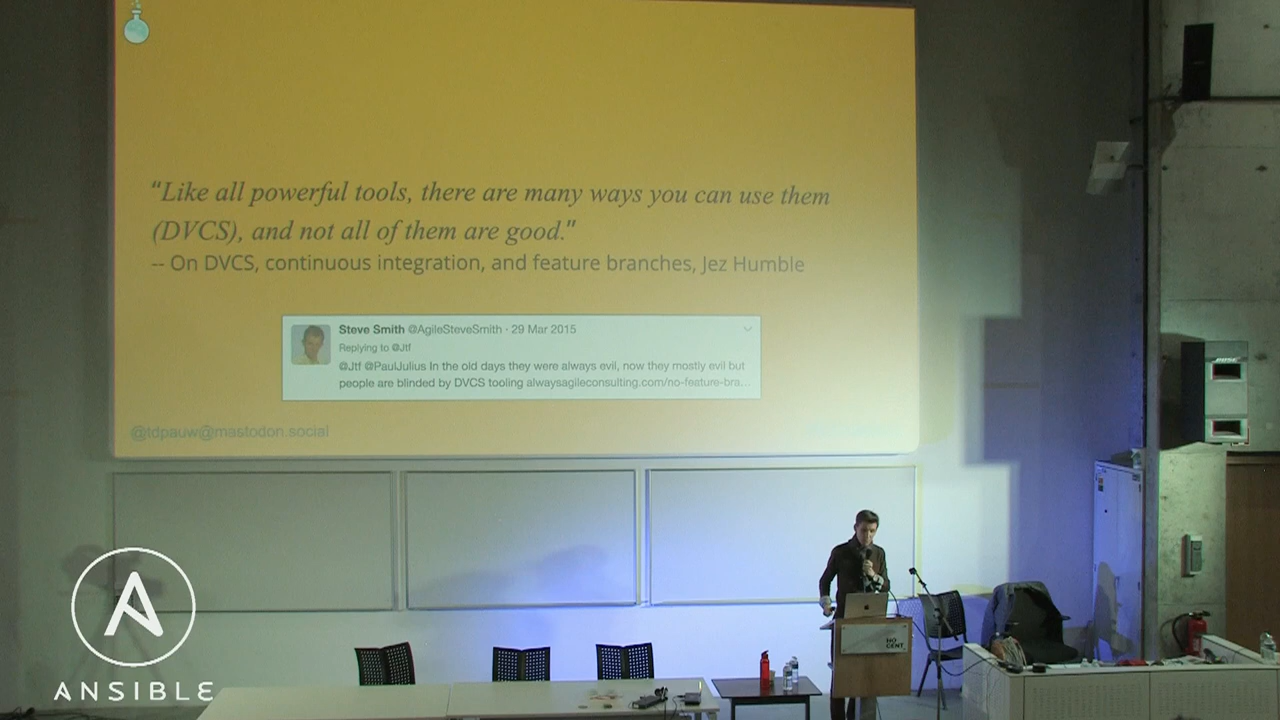 "Like all powerful tools, there are many ways you can use them
(DVCS), and not all of them are good."
-- On DVCS, continuous integration, and feature branches, Jez Humble
Steve Smith @AgileSteveSmith · 29 Mar 2015
Replying to @Jtf
@Jtf @PaulJulius In the old days they were always evil, now they mostly evil but
people are blinded by DVCS tooling alwaysagileconsulting.com/no-feature-bra...
@tdpauw@mastodon.social
BOSE
HO
GENT
ANSIBLE